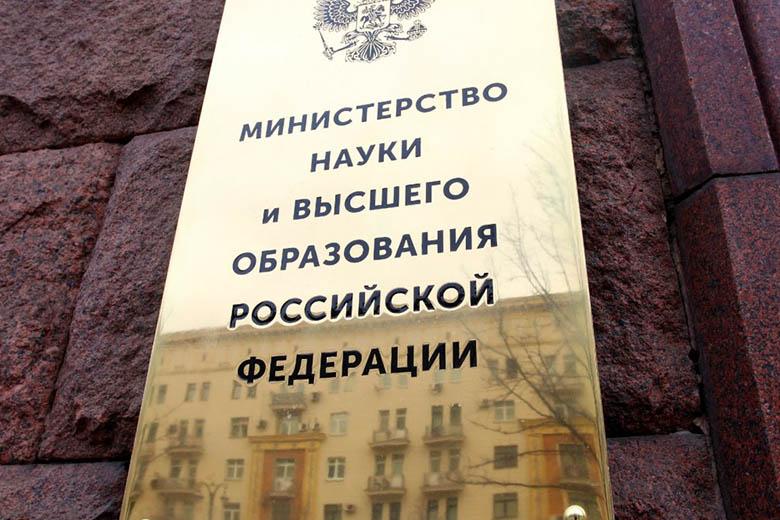 МИНИСТЕРСТВО
НАУКИ
и ВЫСШЕГО
ОБРАЗОВАНИЯ
РОССИЙСКОЙ
ФЕДЕРАЦИИ